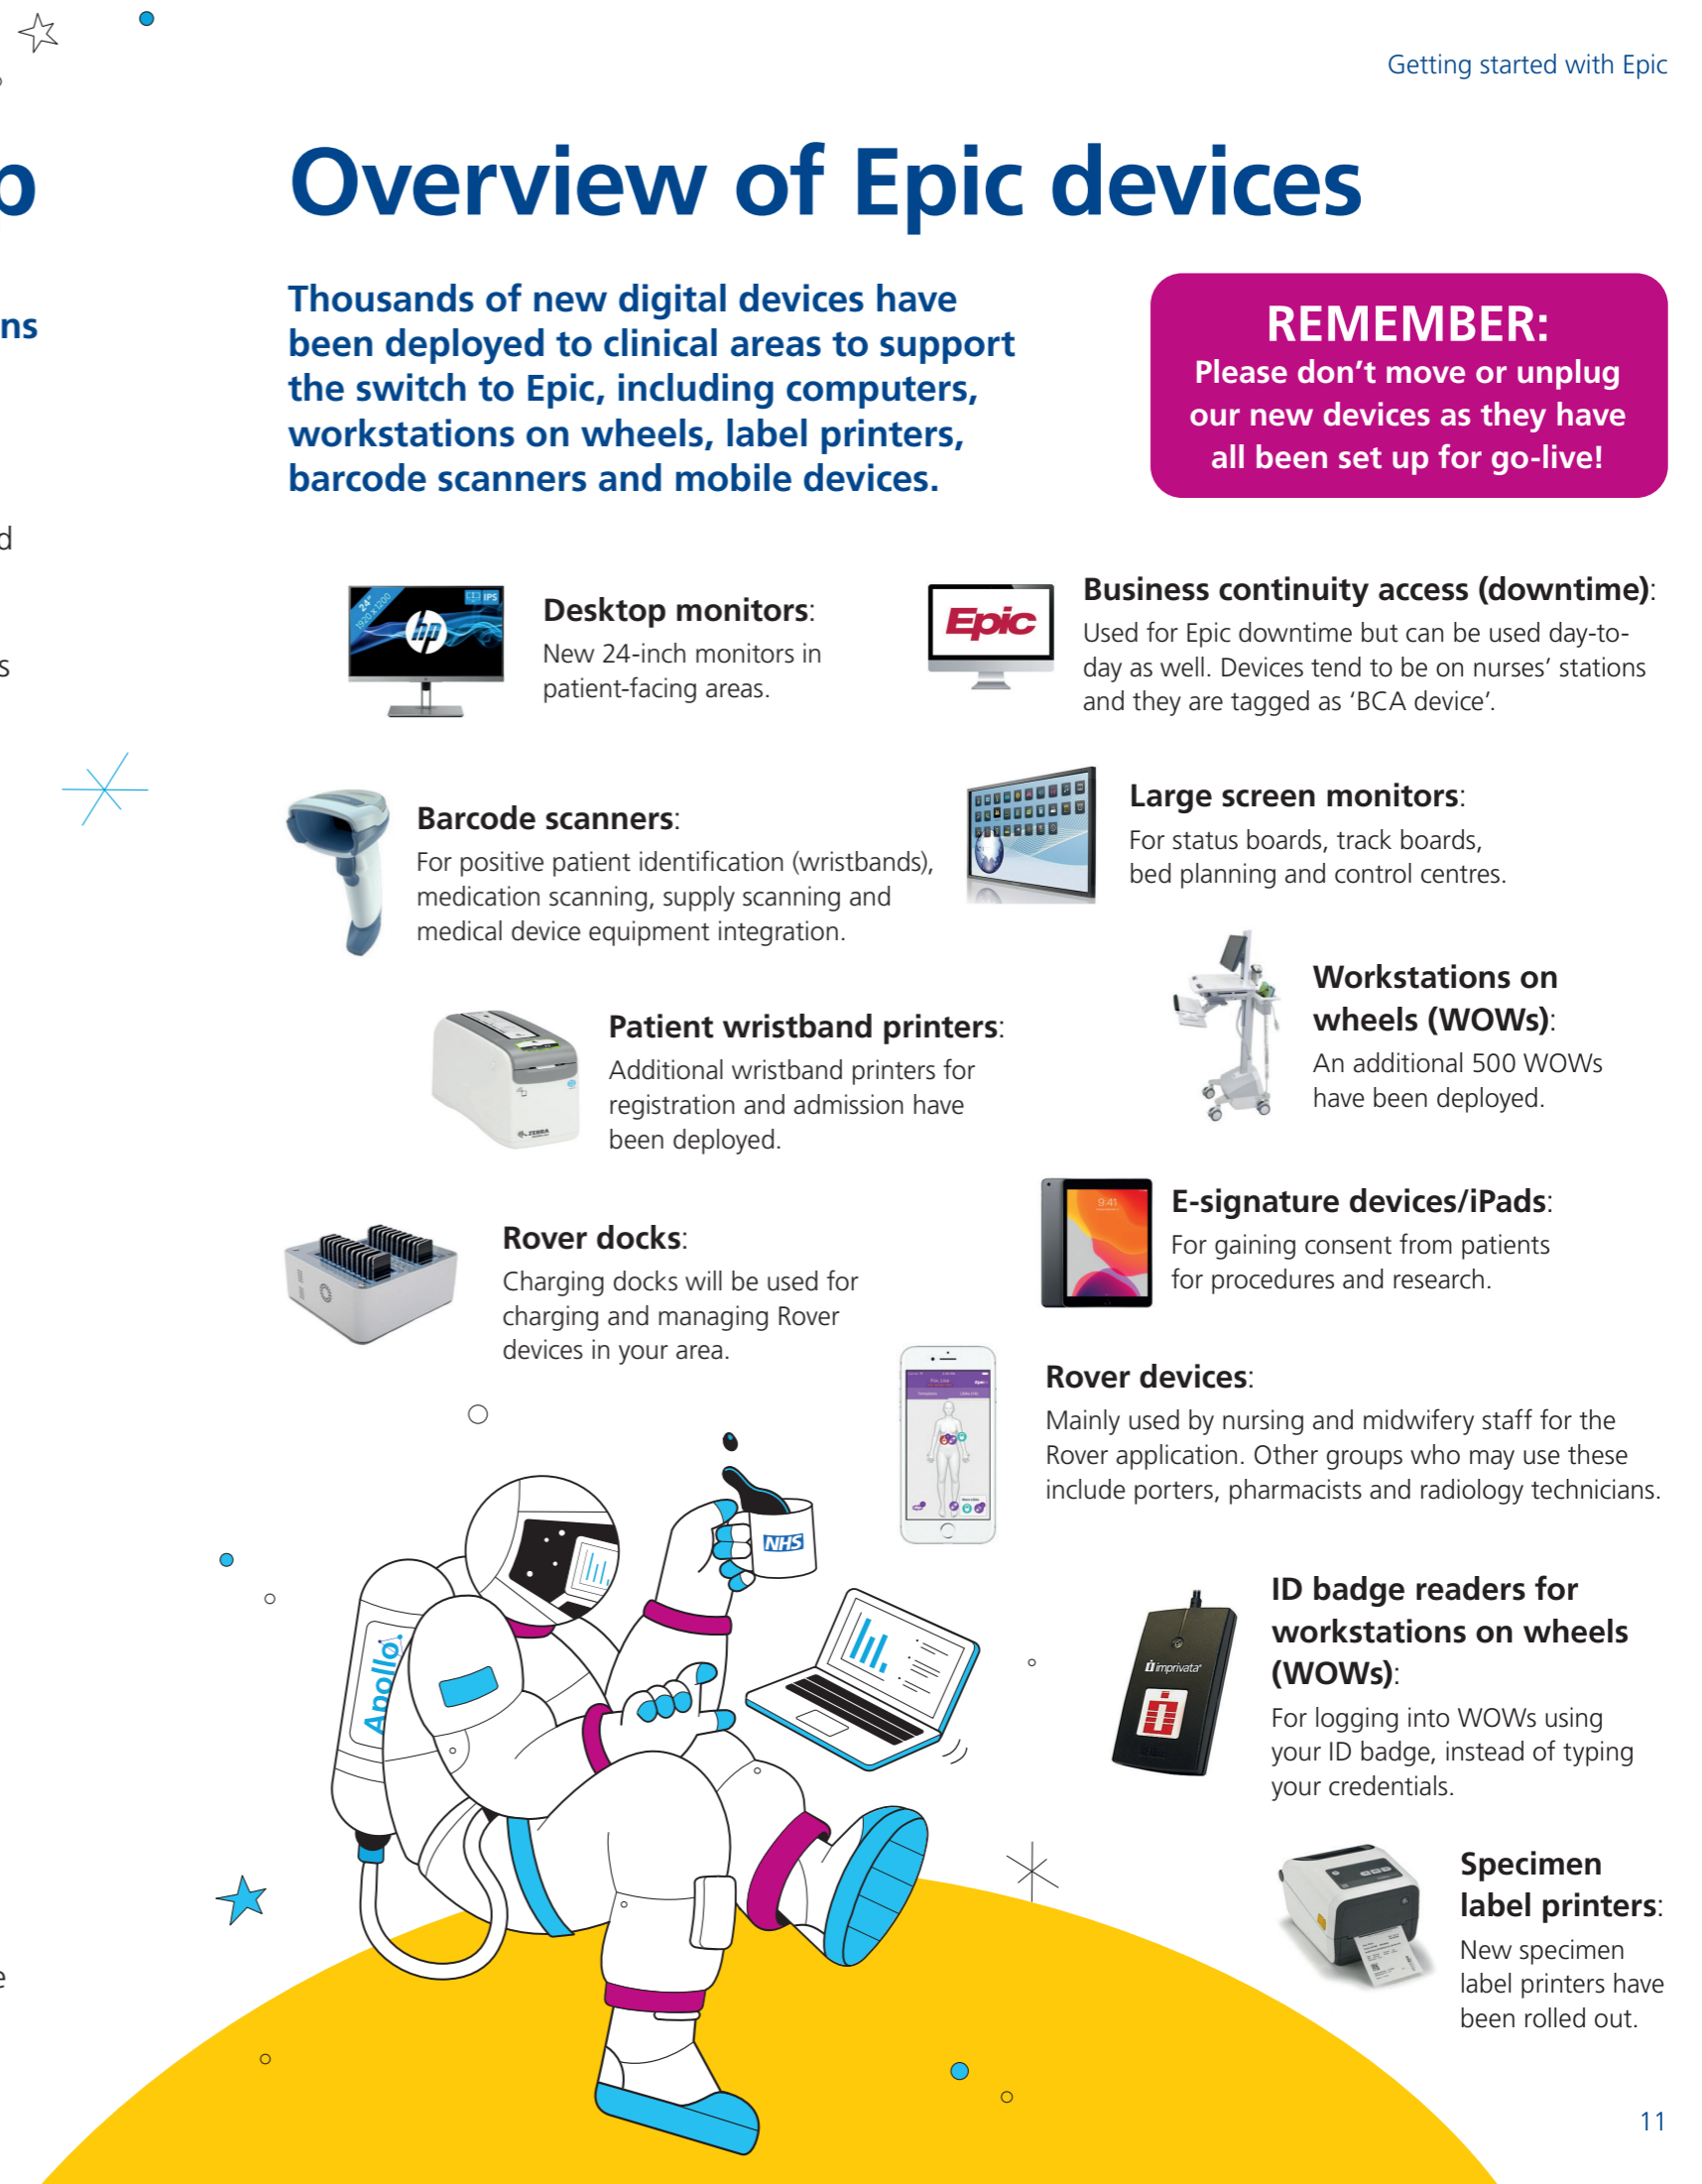 Getting started with Epic
p
Overview of Epic devices
ns
Thousands of new digital devices have
been deployed to clinical areas to support
the switch to Epic, including computers,
workstations on wheels, label printers,
barcode scanners and mobile devices.
REMEMBER:
Please don’t move or unplug
our new devices as they have
all been set up for go-live!
d
s
24"
1920 x 1200
IPS
hp
Desktop monitors:
New 24-inch monitors in
patient-facing areas.
Epic
Business continuity access (downtime):
Used for Epic downtime but can be used day-to-
day as well. Devices tend to be on nurses’ stations
and they are tagged as ‘BCA device’.
Barcode scanners:
For positive patient identification (wristbands),
medication scanning, supply scanning and
medical device equipment integration.
Large screen monitors:
For status boards, track boards,
bed planning and control centres.
Patient wristband printers:
Additional wristband printers for
registration and admission have
been deployed.
ZEBRA
Workstations on
wheels (WOWs):
An additional 500 WOWs
have been deployed.
Rover docks:
Charging docks will be used for
charging and managing Rover
devices in your area.
9:41
E-signature devices/iPads:
For gaining consent from patients
for procedures and research.
Rover devices:
Mainly used by nursing and midwifery staff for the
Rover application. Other groups who may use these
include porters, pharmacists and radiology technicians.
NHS
Apollo
imprivata
ID badge readers for
workstations on wheels
(WOWs):
For logging into WOWs using
your ID badge, instead of typing
your credentials.
Specimen
label printers:
New specimen
label printers have
been rolled out.
e
11